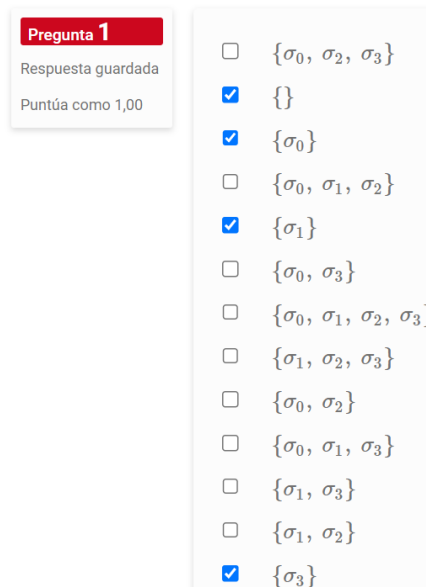 Pregunta 1
Respuesta guardada
Puntúa como 1,00
{σ₀, σ₂, σ₃}
{}
{σ₀}
{σ₀, σ₁, σ₂}
{σ₁}
{σ₀, σ₃}
{σ₀, σ₁, σ₂, σ₃}
{σ₁, σ₂, σ₃}
{σ₀, σ₂}
{σ₀, σ₁, σ₃}
{σ₁, σ₃}
{σ₁, σ₂}
{σ₃}